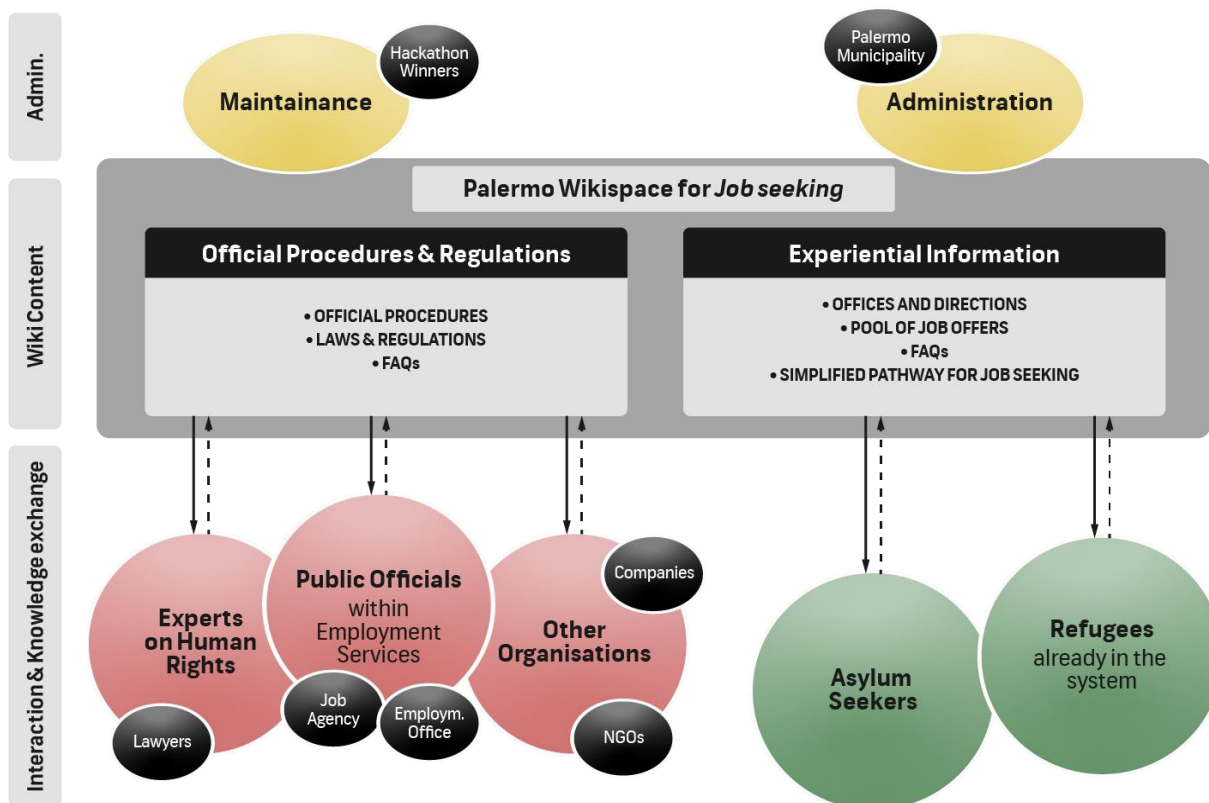 Admin.
Maintainance
Hackathon
Winners
Palermo
Municipality
Administration
Wiki Content
Palermo Wikispace for Job seeking
Official Procedures & Regulations
• OFFICIAL PROCEDURES
• LAWS & REGULATIONS
• FAQs
Experiential Information
• OFFICES AND DIRECTIONS
• POOL OF JOB OFFERS
• FAQs
• SIMPLIFIED PATHWAY FOR JOB SEEKING
Interaction & Knowledge exchange
Experts
on Human
Rights
Lawyers
Public Officials
within
Employment
Services
Job
Agency
Employm.
Office
Other
Organisations
Companies
NGOs
Asylum
Seekers
Refugees
already in the
system